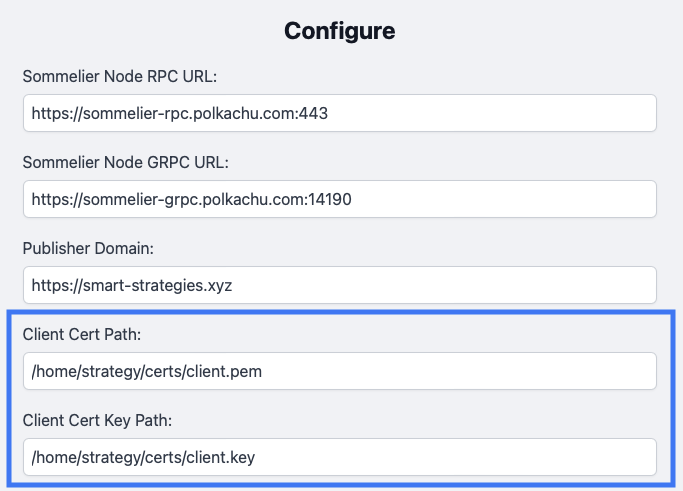 Configure
Sommelier Node RPC URL:
https://sommelier-rpc.polkachu.com:443
Sommelier Node GRPC URL:
https://sommelier-grpc.polkachu.com:14190
Publisher Domain:
https://smart-strategies.xyz
Client Cert Path:
/home/strategy/certs/client.pem
Client Cert Key Path:
/home/strategy/certs/client.key